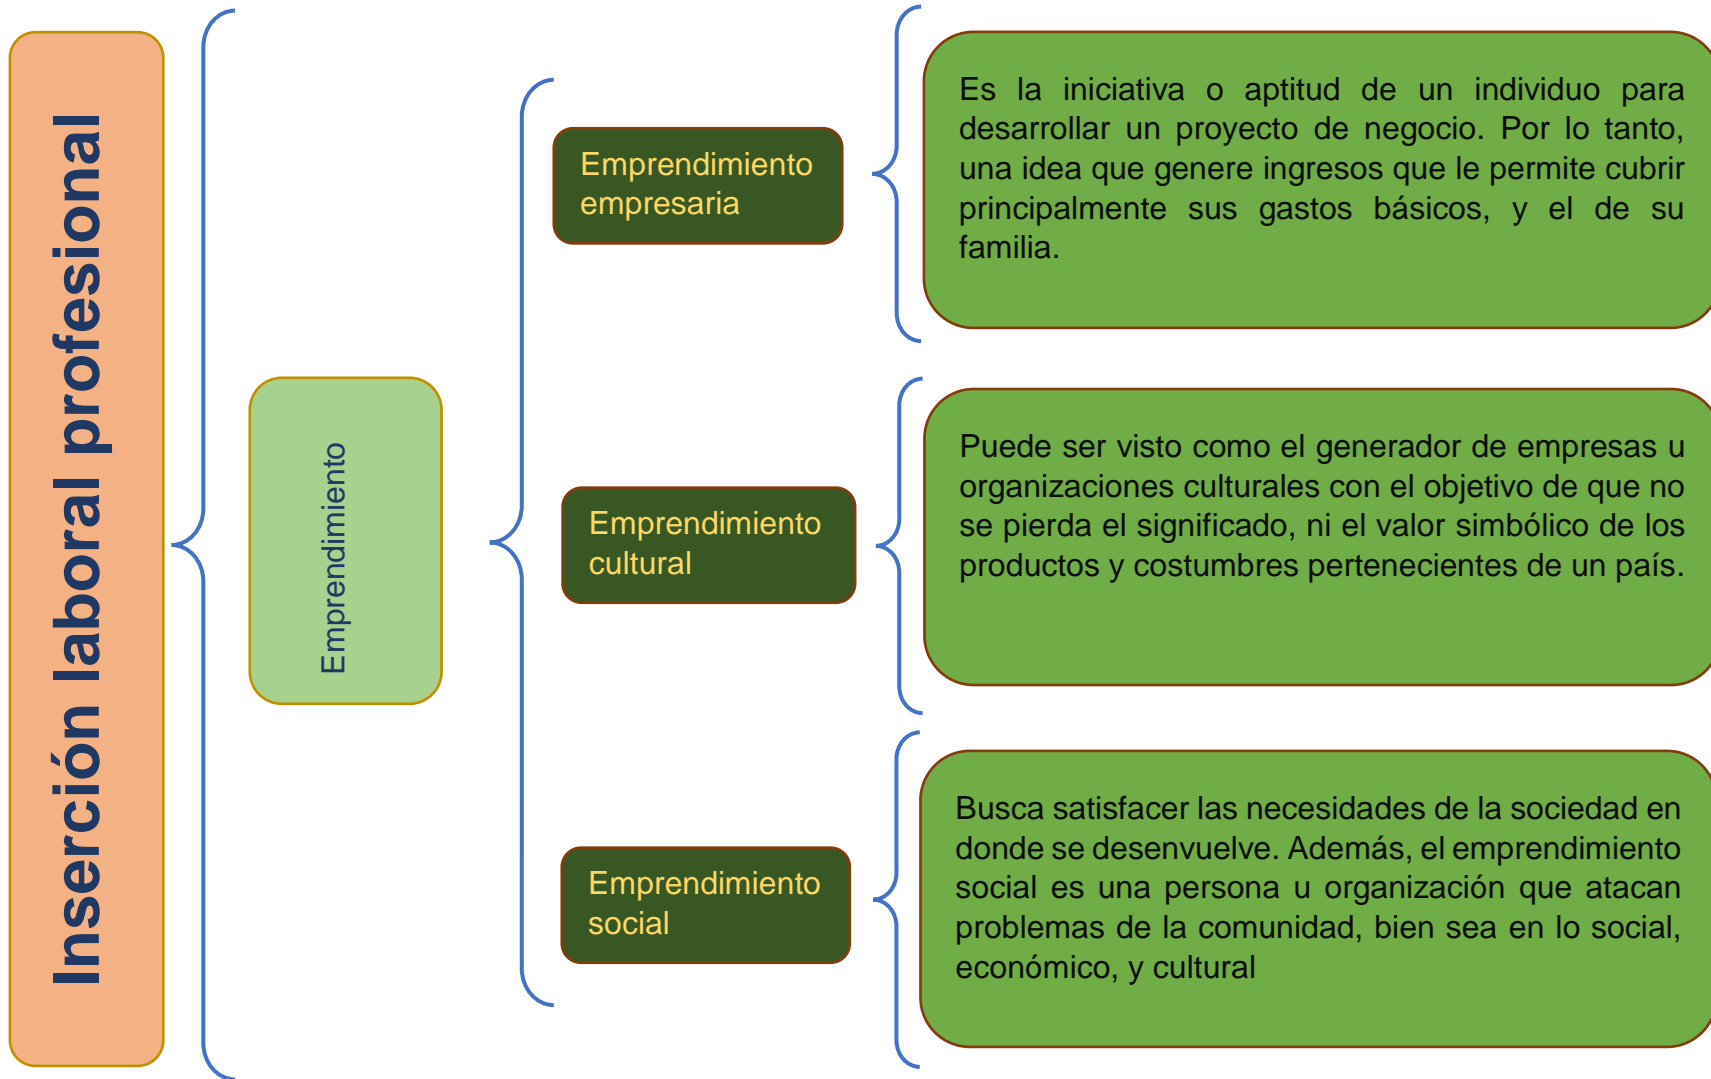 Inserción laboral profesional
Emprendimiento
Emprendimiento
empresaria
Es la iniciativa o aptitud de un individuo para
desarrollar un proyecto de negocio. Por lo tanto,
una idea que genere ingresos que le permite cubrir
principalmente sus gastos básicos, y el de su
familia.
Emprendimiento
cultural
Puede ser visto como el generador de empresas u
organizaciones culturales con el objetivo de que no
se pierda el significado, ni el valor simbólico de los
productos y costumbres pertenecientes de un país.
Emprendimiento
social
Busca satisfacer las necesidades de la sociedad en
donde se desenvuelve. Además, el emprendimiento
social es una persona u organización que atacan
problemas de la comunidad, bien sea en lo social,
económico, y cultural